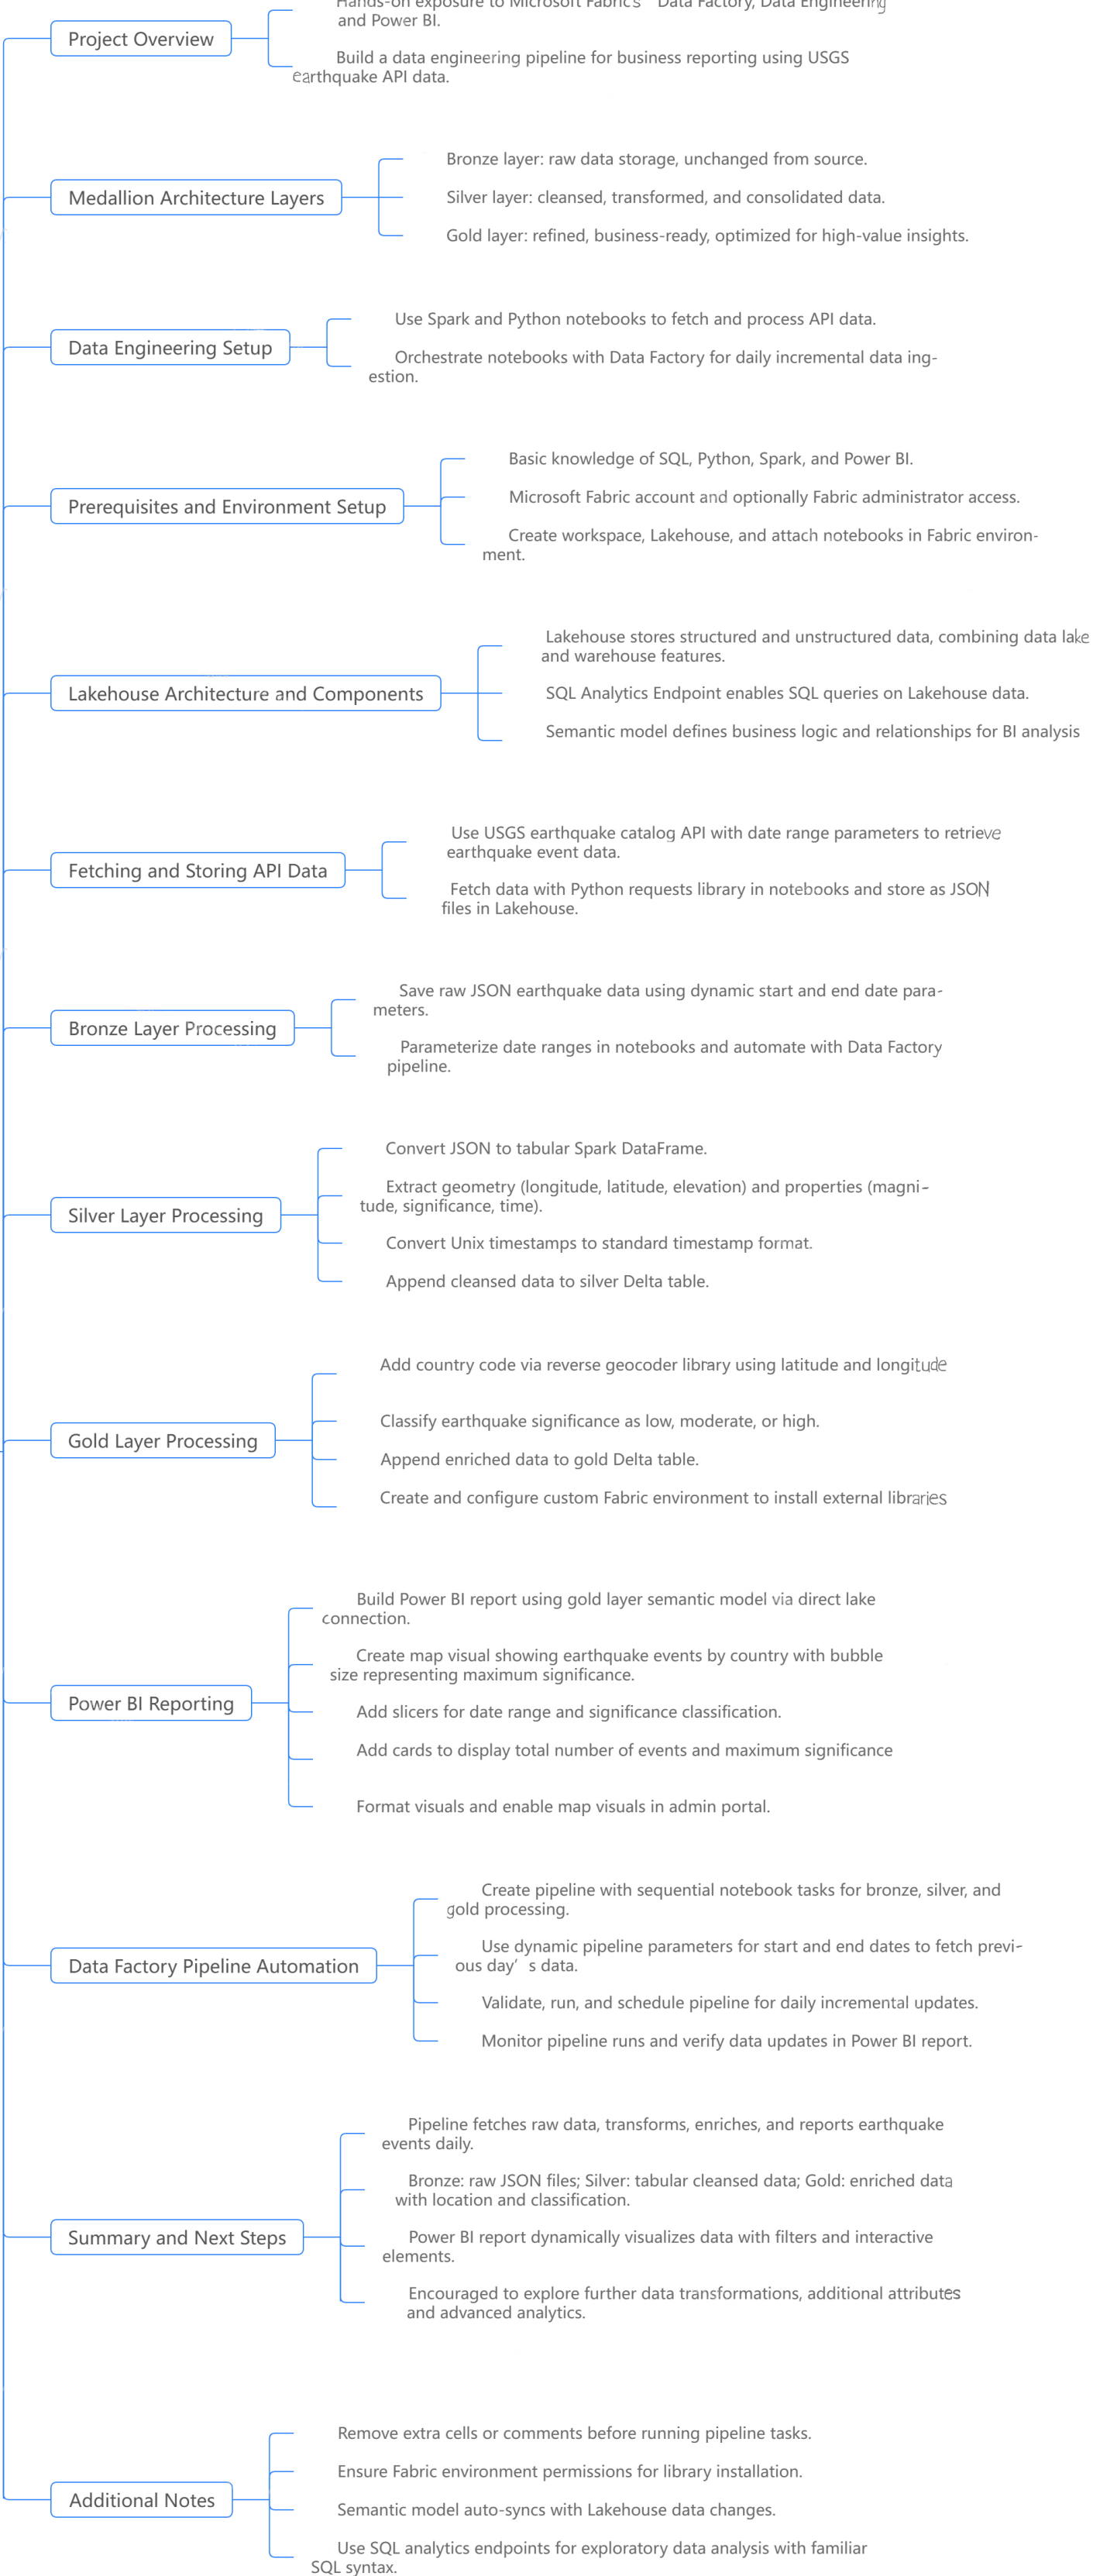 Hands-on exposure to Microsoft Fabric's Data Factory, Data Engineering
and Power BI.
Project Overview
Build a data engineering pipeline for business reporting using USGS
earthquake API data.
Bronze layer: raw data storage, unchanged from source.
Medallion Architecture Layers
Silver layer: cleansed, transformed, and consolidated data.
Gold layer: refined, business-ready, optimized for high-value insights.
Use Spark and Python notebooks to fetch and process API data.
Data Engineering Setup
Orchestrate notebooks with Data Factory for daily incremental data ing-
estion.
Basic knowledge of SQL, Python, Spark, and Power BI.
Prerequisites and Environment Setup
Microsoft Fabric account and optionally Fabric administrator access.
Create workspace, Lakehouse, and attach notebooks in Fabric environ-
ment.
Lakehouse stores structured and unstructured data, combining data lake
and warehouse features.
Lakehouse Architecture and Components
SQL Analytics Endpoint enables SQL queries on Lakehouse data.
Semantic model defines business logic and relationships for BI analysis
Use USGS earthquake catalog API with date range parameters to retrieve
earthquake event data.
Fetching and Storing API Data
Fetch data with Python requests library in notebooks and store as JSON
files in Lakehouse.
Save raw JSON earthquake data using dynamic start and end date para-
meters.
Bronze Layer Processing
Parameterize date ranges in notebooks and automate with Data Factory
pipeline.
Convert JSON to tabular Spark DataFrame.
Extract geometry (longitude, latitude, elevation) and properties (magni-
tude, significance, time).
Silver Layer Processing
Convert Unix timestamps to standard timestamp format.
Append cleansed data to silver Delta table.
Add country code via reverse geocoder library using latitude and longitude
Classify earthquake significance as low, moderate, or high.
Gold Layer Processing
Append enriched data to gold Delta table.
Create and configure custom Fabric environment to install external libraries
Build Power BI report using gold layer semantic model via direct lake
connection.
Create map visual showing earthquake events by country with bubble
size representing maximum significance.
Power BI Reporting
Add slicers for date range and significance classification.
Add cards to display total number of events and maximum significance
Format visuals and enable map visuals in admin portal.
Create pipeline with sequential notebook tasks for bronze, silver, and
gold processing.
Use dynamic pipeline parameters for start and end dates to fetch previ-
ous day's data.
Data Factory Pipeline Automation
Validate, run, and schedule pipeline for daily incremental updates.
Monitor pipeline runs and verify data updates in Power BI report.
Pipeline fetches raw data, transforms, enriches, and reports earthquake
events daily.
Bronze: raw JSON files; Silver: tabular cleansed data; Gold: enriched data
with location and classification.
Summary and Next Steps
Power BI report dynamically visualizes data with filters and interactive
elements.
Encouraged to explore further data transformations, additional attributes
and advanced analytics.
Remove extra cells or comments before running pipeline tasks.
Ensure Fabric environment permissions for library installation.
Additional Notes
Semantic model auto-syncs with Lakehouse data changes.
Use SQL analytics endpoints for exploratory data analysis with familiar
SQL syntax.